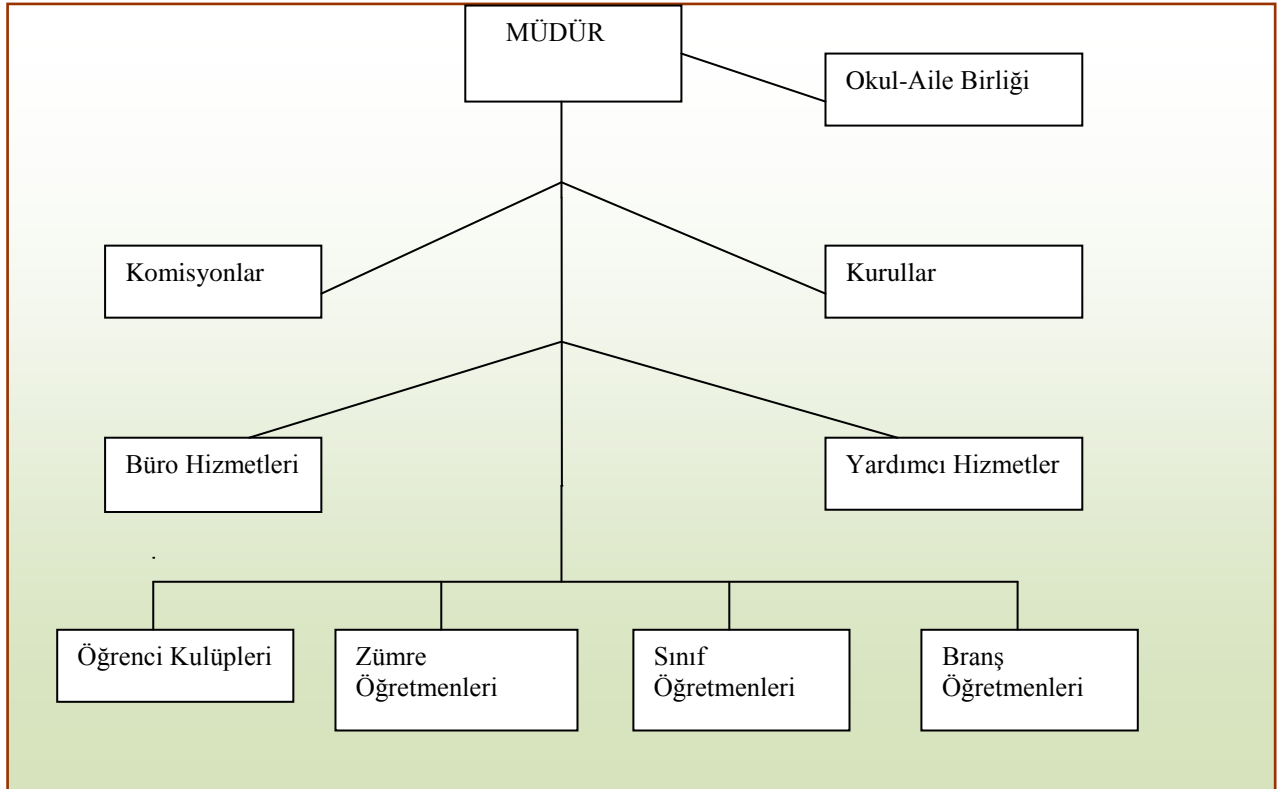 MÜDÜR
Okul-Aile Birliği
Komisyonlar
Kurullar
Büro Hizmetleri
Yardımcı Hizmetler
Öğrenci Kulüpleri
Zümre
Öğretmenleri
Sınıf
Öğretmenleri
Branş
Öğretmenleri